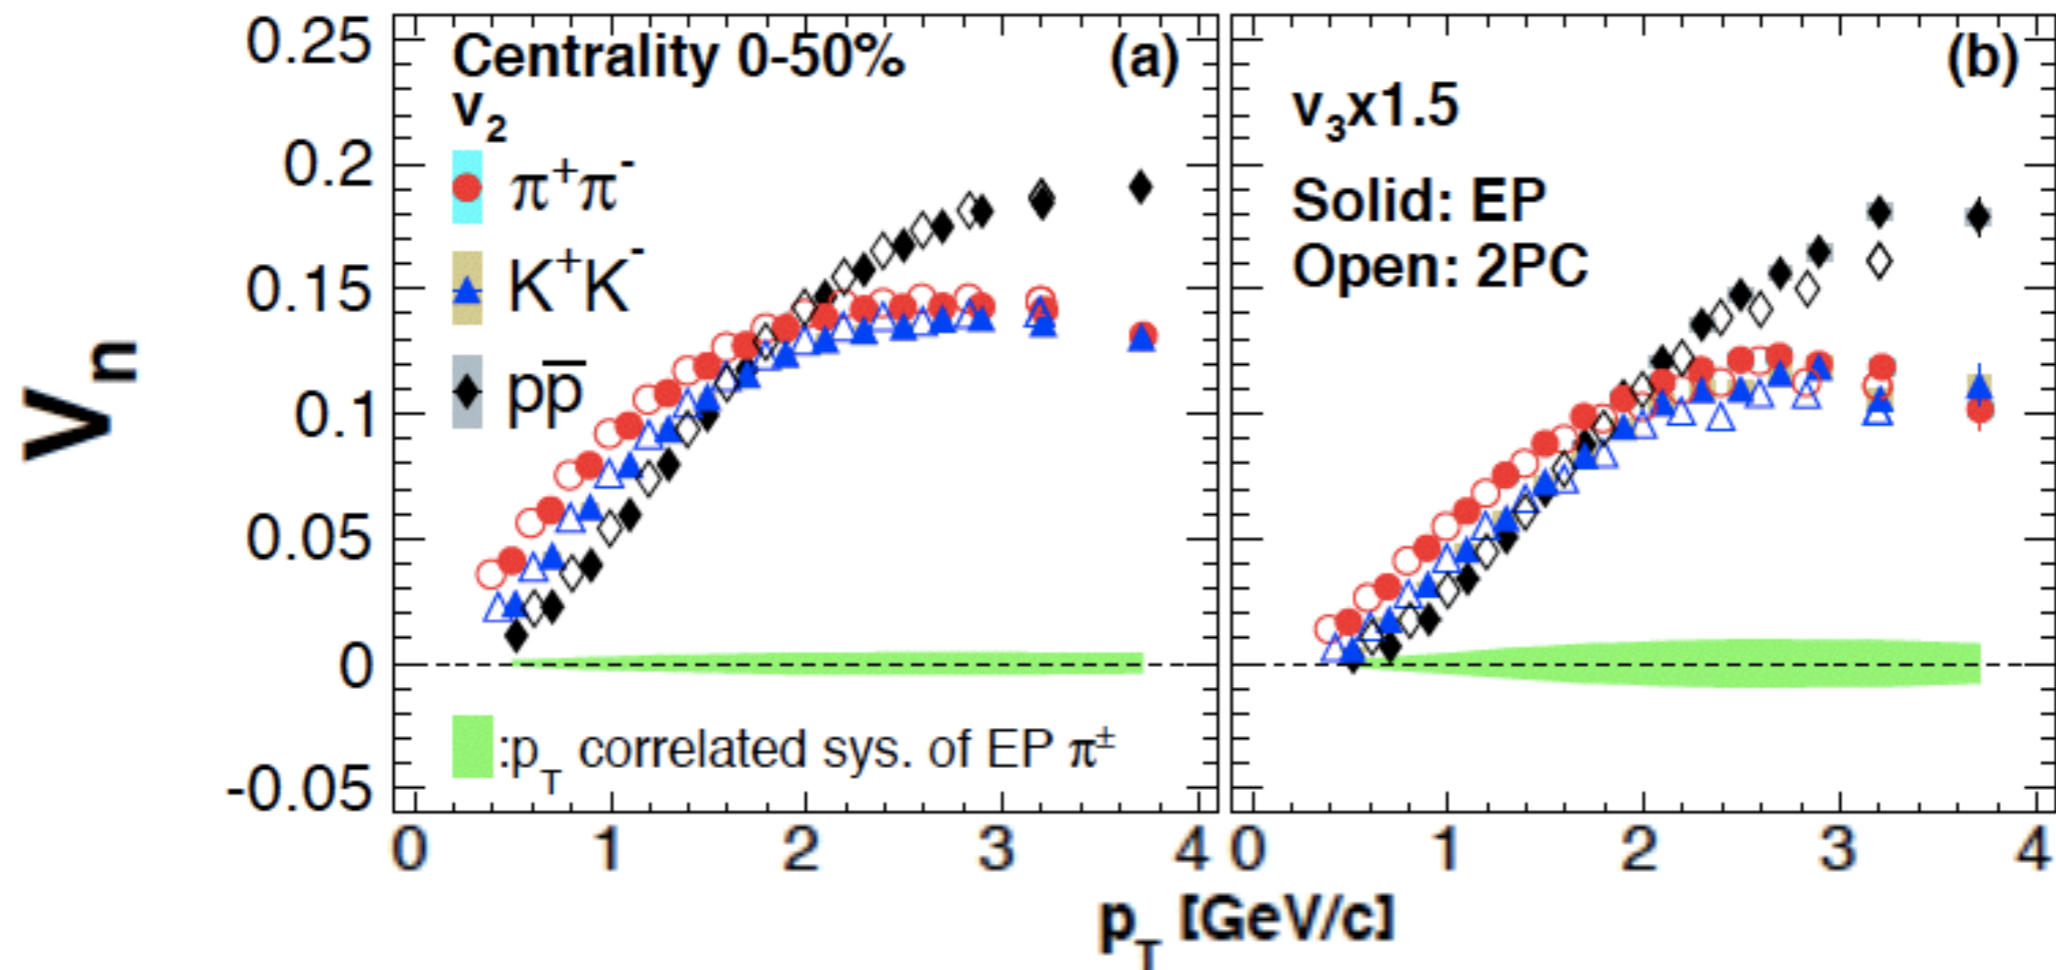 Vn
0.25
0.2
0.15
0.1
0.05
0
-0.05
Centrality 0-50%
(a)
v2
π+π-
K+K-
pp̅
:pT correlated sys. of EP π±
0 1 2 3 4
(b)
v3x1.5
Solid: EP
Open: 2PC
0 1 2 3 4
pT [GeV/c]